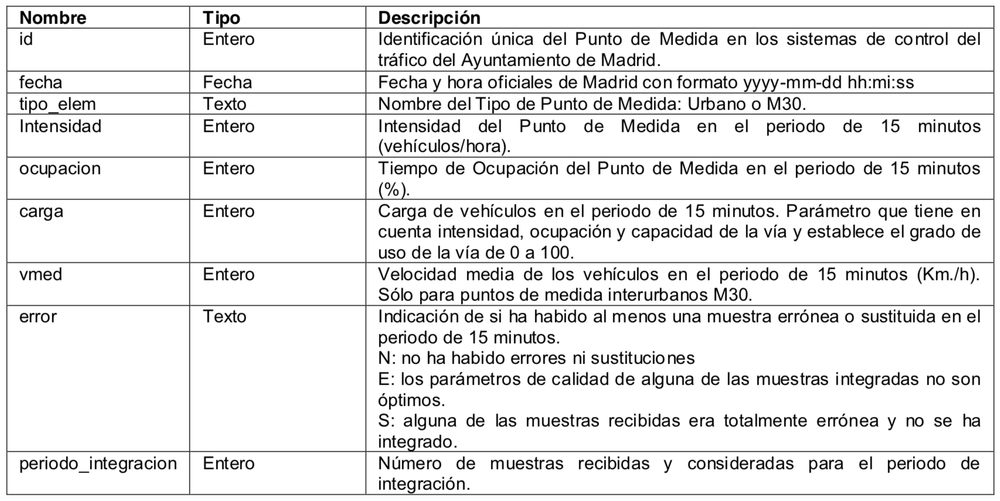 Nombre Tipo Descripción
id Entero Identificación única del Punto de Medida en los sistemas de control del
tráfico del Ayuntamiento de Madrid.
fecha Fecha Fecha y hora oficiales de Madrid con formato yyyy-mm-dd hh:mi:ss
tipo_elem Texto Nombre del Tipo de Punto de Medida: Urbano o M30.
Intensidad Entero Intensidad del Punto de Medida en el periodo de 15 minutos
(vehículos/hora).
ocupacion Entero Tiempo de Ocupación del Punto de Medida en el periodo de 15 minutos
(%).
carga Entero Carga de vehículos en el periodo de 15 minutos. Parámetro que tiene en
cuenta intensidad, ocupación y capacidad de la vía y establece el grado de
uso de la vía de 0 a 100.
vmed Entero Velocidad media de los vehículos en el periodo de 15 minutos (Km./h).
Sólo para puntos de medida interurbanos M30.
error Texto Indicación de si ha habido al menos una muestra errónea o sustituida en el
periodo de 15 minutos.
N: no ha habido errores ni sustituciones
E: los parámetros de calidad de alguna de las muestras integradas no son
óptimos.
S: alguna de las muestras recibidas era totalmente errónea y no se ha
integrado.
periodo_integracion Entero Número de muestras recibidas y consideradas para el periodo de
integración.